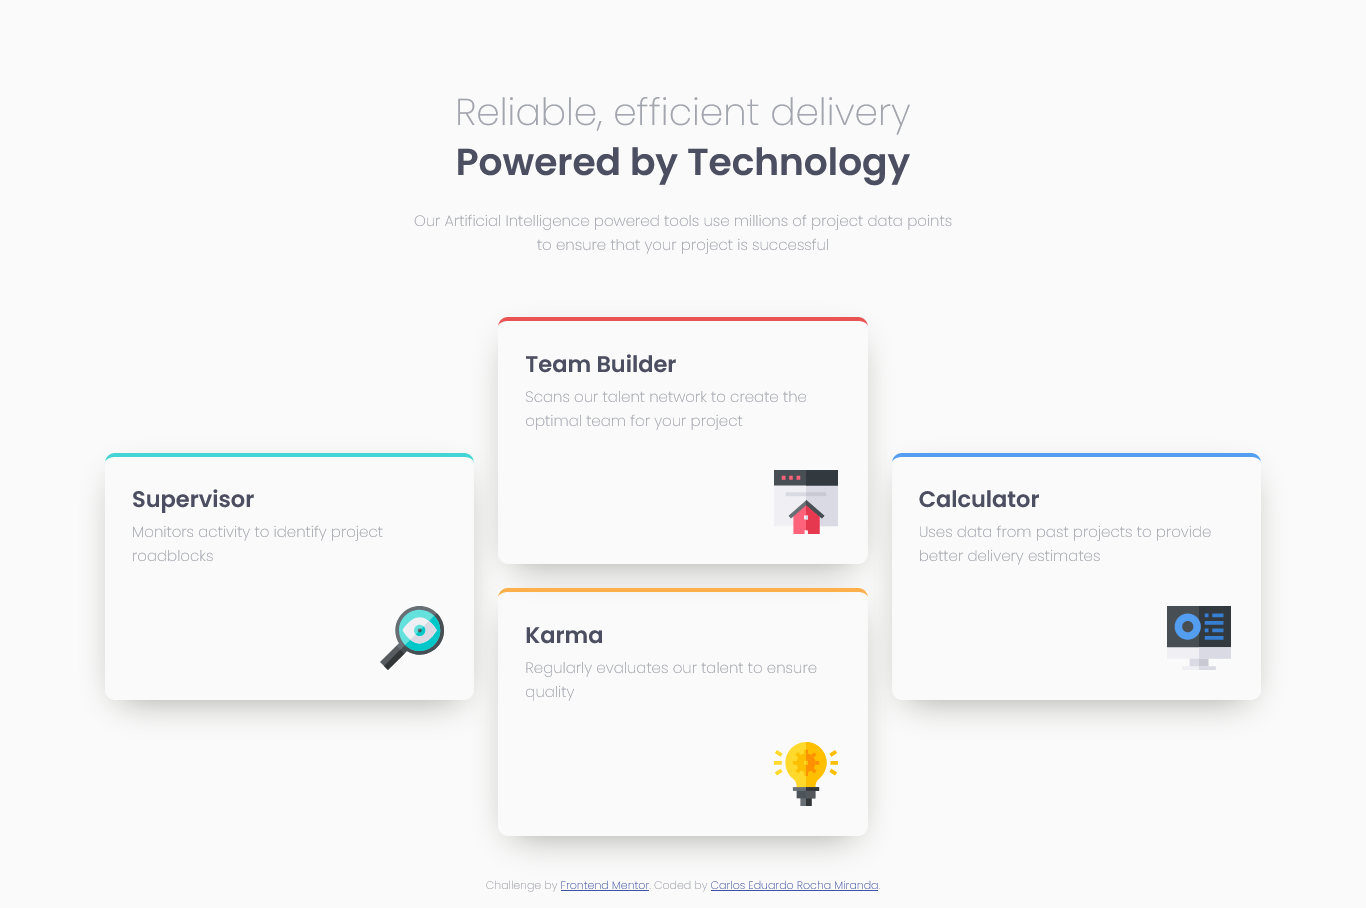 Reliable, efficient delivery
Powered by Technology
Our Artificial Intelligence powered tools use millions of project data points
to ensure that your project is successful
Team Builder
Scans our talent network to create the
optimal team for your project
Supervisor
Monitors activity to identify project
roadblocks
Calculator
Uses data from past projects to provide
better delivery estimates
Karma
Regularly evaluates our talent to ensure
quality
Challenge by Frontend Mentor. Coded by Carlos Eduardo Rocha Miranda.